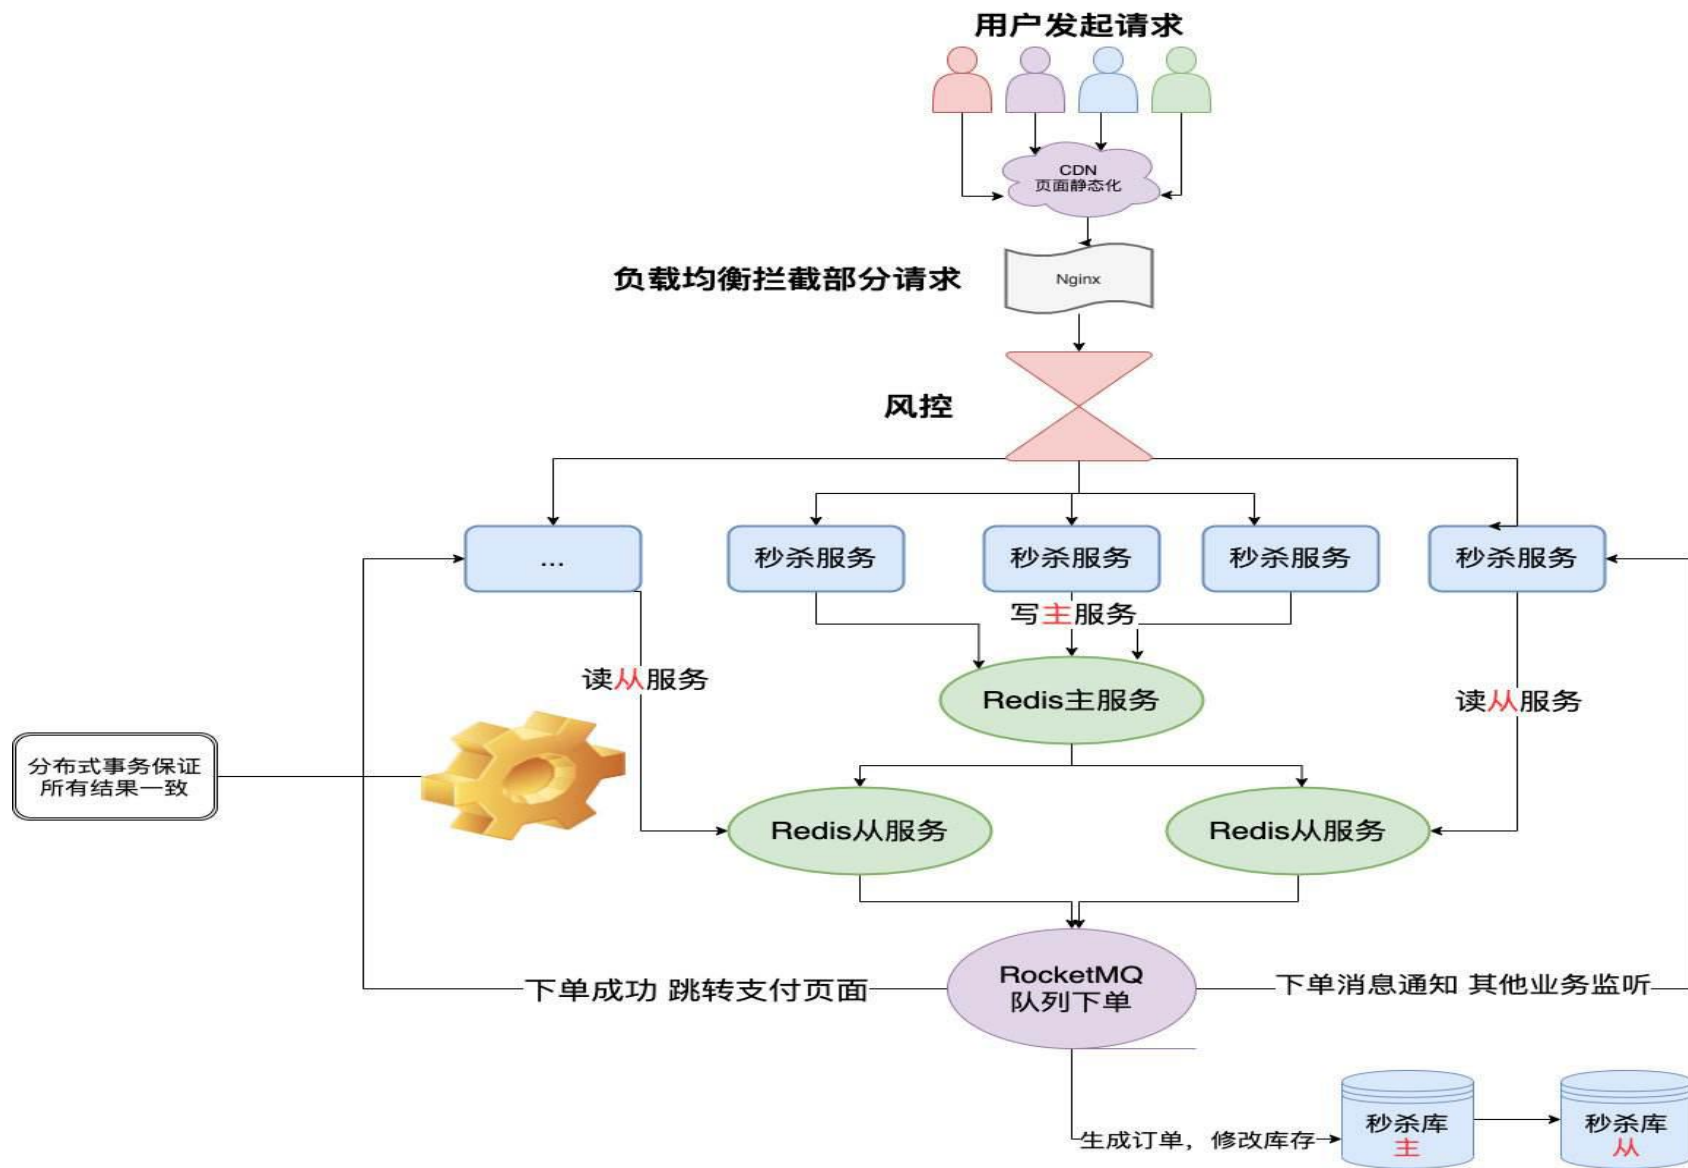 用户发起请求
CDN
页面静态化
负载均衡拦截部分请求
Nginx
风控
...
秒杀服务
秒杀服务
秒杀服务
秒杀服务
写主服务
读从服务
Redis主服务
读从服务
分布式事务保证
所有结果一致
Redis从服务
Redis从服务
下单成功 跳转支付页面
RocketMQ
队列下单
下单消息通知 其他业务监听
生成订单，修改库存
秒杀库
主
秒杀库
从